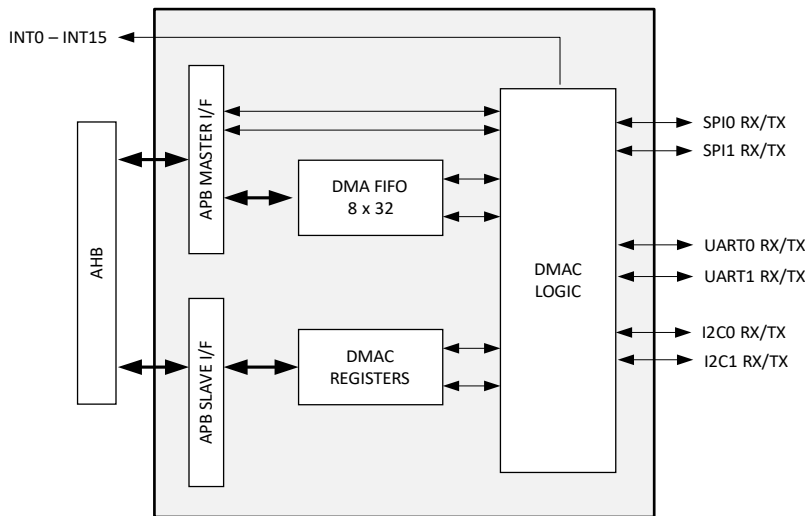 INT0 – INT15
AHB
APB MASTER I/F
APB SLAVE I/F
DMA FIFO
8 x 32
DMAC
REGISTERS
DMAC
LOGIC
SPI0 RX/TX
SPI1 RX/TX
UART0 RX/TX
UART1 RX/TX
I2C0 RX/TX
I2C1 RX/TX